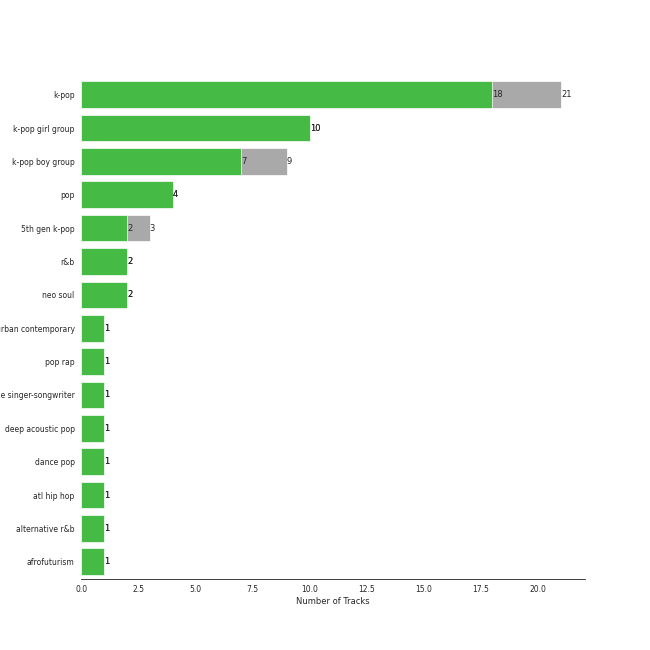 k-pop 18 21
k-pop girl group 10
k-pop boy group 7 9
pop 4
5th gen k-pop 2 3
r&b 2
neo soul 2
contemporary 1
pop rap 1
singer-songwriter 1
deep acoustic pop 1
dance pop 1
atl hip hop 1
alternative r&b 1
afrofuturism 1
0.0 2.5 5.0 7.5 10.0 12.5 15.0 17.5 20.0
Number of Tracks